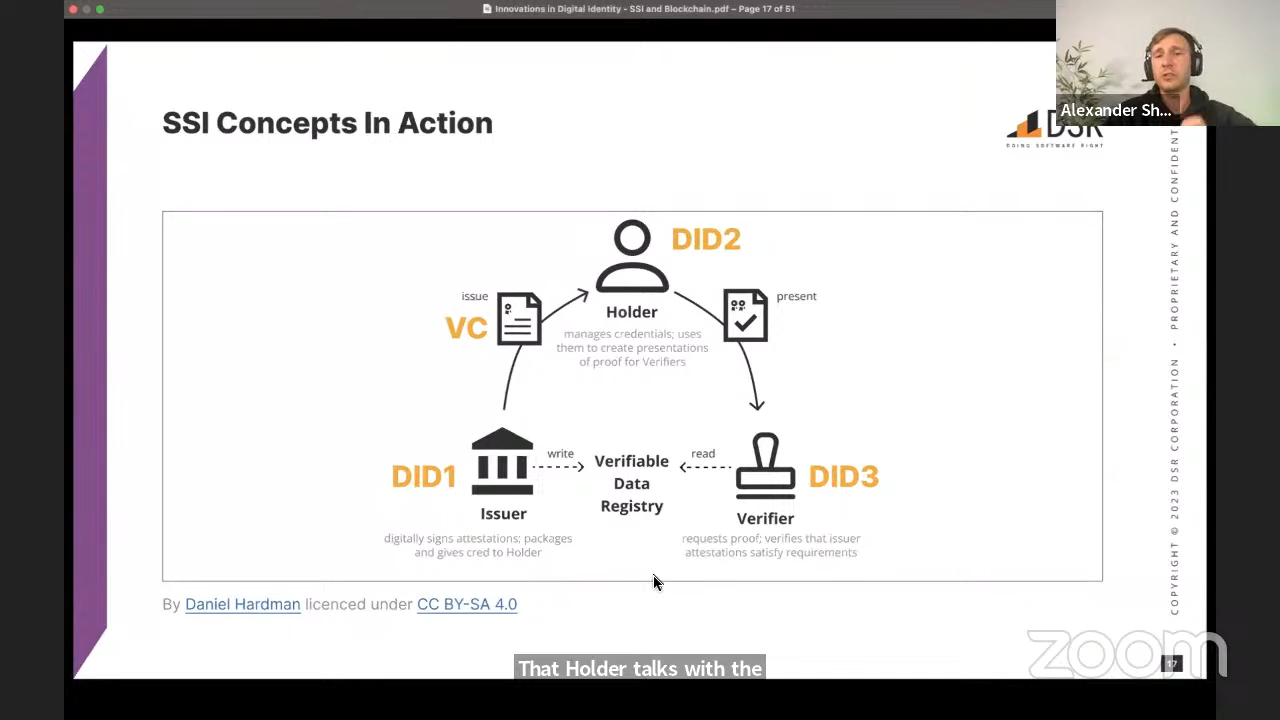 Innovations in Digital Identity - SSI and Blockchain.pdf – Page 17 of 51
Alexander Sh...
SSI Concepts In Action
DSR
DOING SOFTWARE RIGHT
DID2
issue
present
VC
Holder
manages credentials; uses
them to create presentations
of proof for Verifiers
DID1
write
Verifiable
Data
Registry
read
DID3
Issuer
Verifier
digitally signs attestations; packages
and gives cred to Holder
requests proof; verifies that issuer
attestations satisfy requirements
By Daniel Hardman licenced under CC BY-SA 4.0
COPYRIGHT © 2023 DSR CORPORATION • PROPRIETARY AND
That Holder talks with the
zoom
17